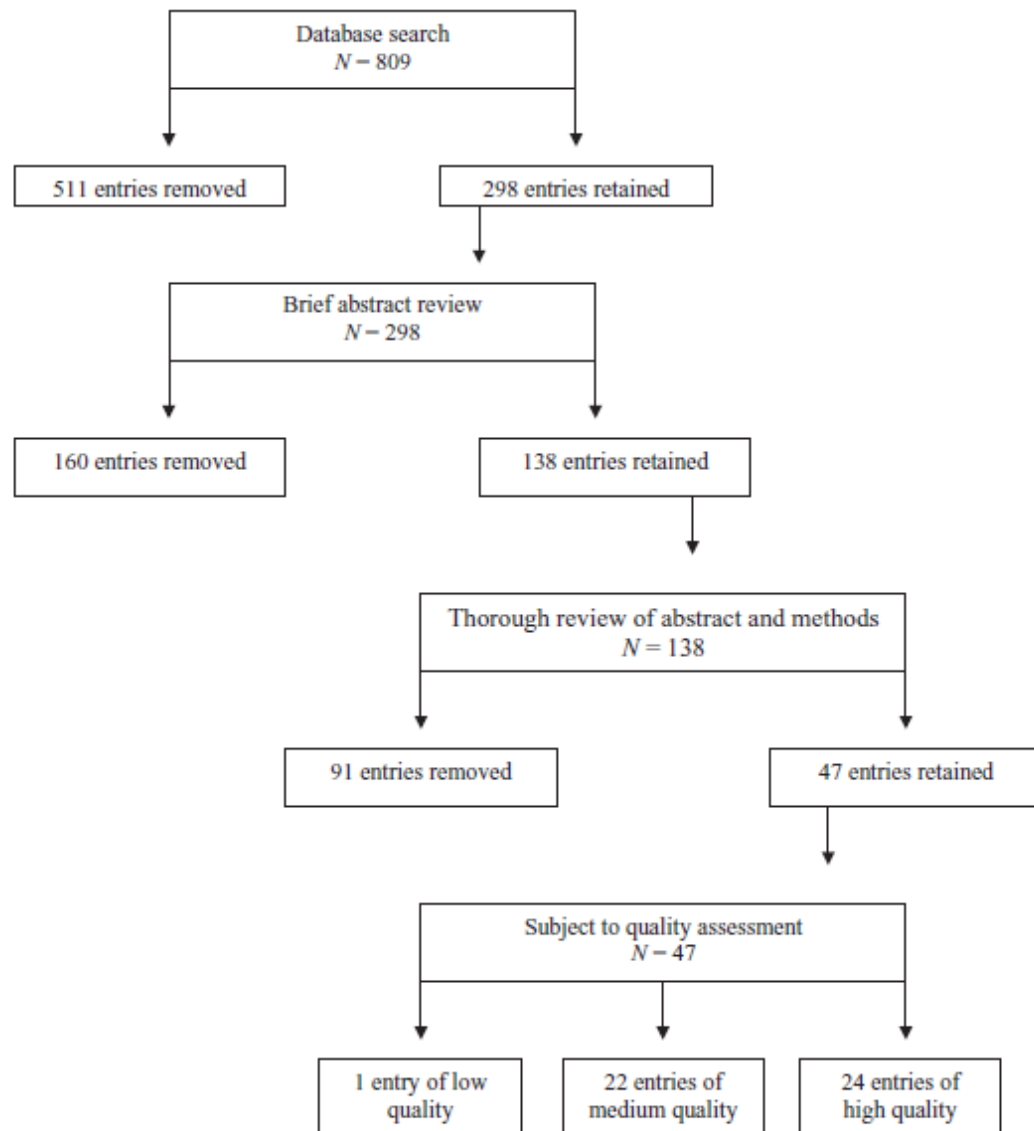 Database search
N – 809
511 entries removed
298 entries retained
Brief abstract review
N – 298
160 entries removed
138 entries retained
Thorough review of abstract and methods
N = 138
91 entries removed
47 entries retained
Subject to quality assessment
N – 47
1 entry of low
quality
22 entries of
medium quality
24 entries of
high quality